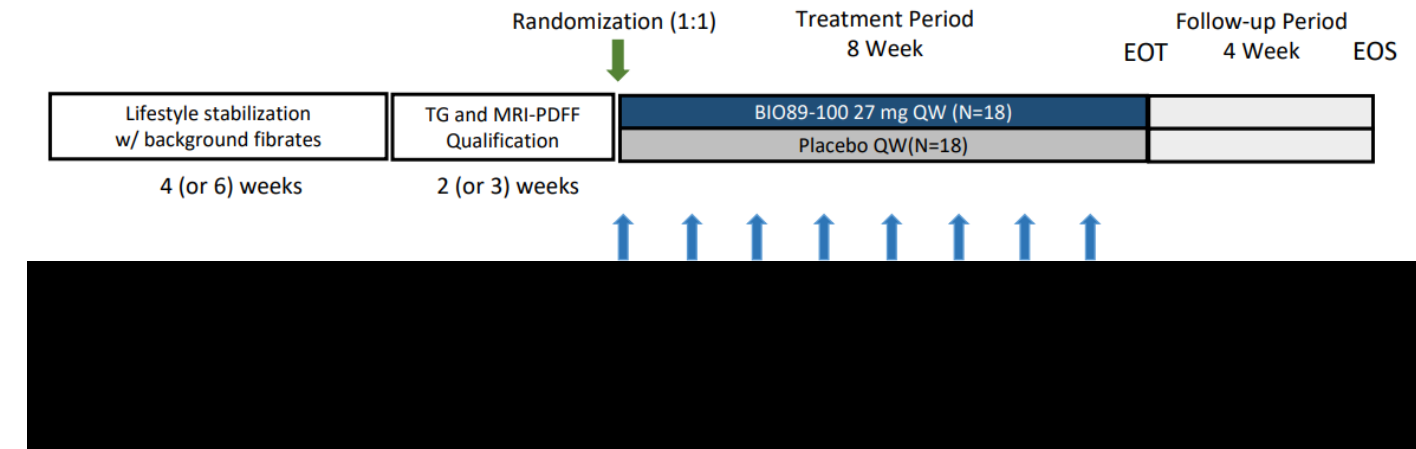 Randomization (1:1)
Treatment Period
8 Week
Follow-up Period
EOT
4 Week
EOS
Lifestyle stabilization
w/ background fibrates
TG and MRI-PDFF
Qualification
BIO89-100 27 mg QW (N=18)
Placebo QW(N=18)
4 (or 6) weeks
2 (or 3) weeks